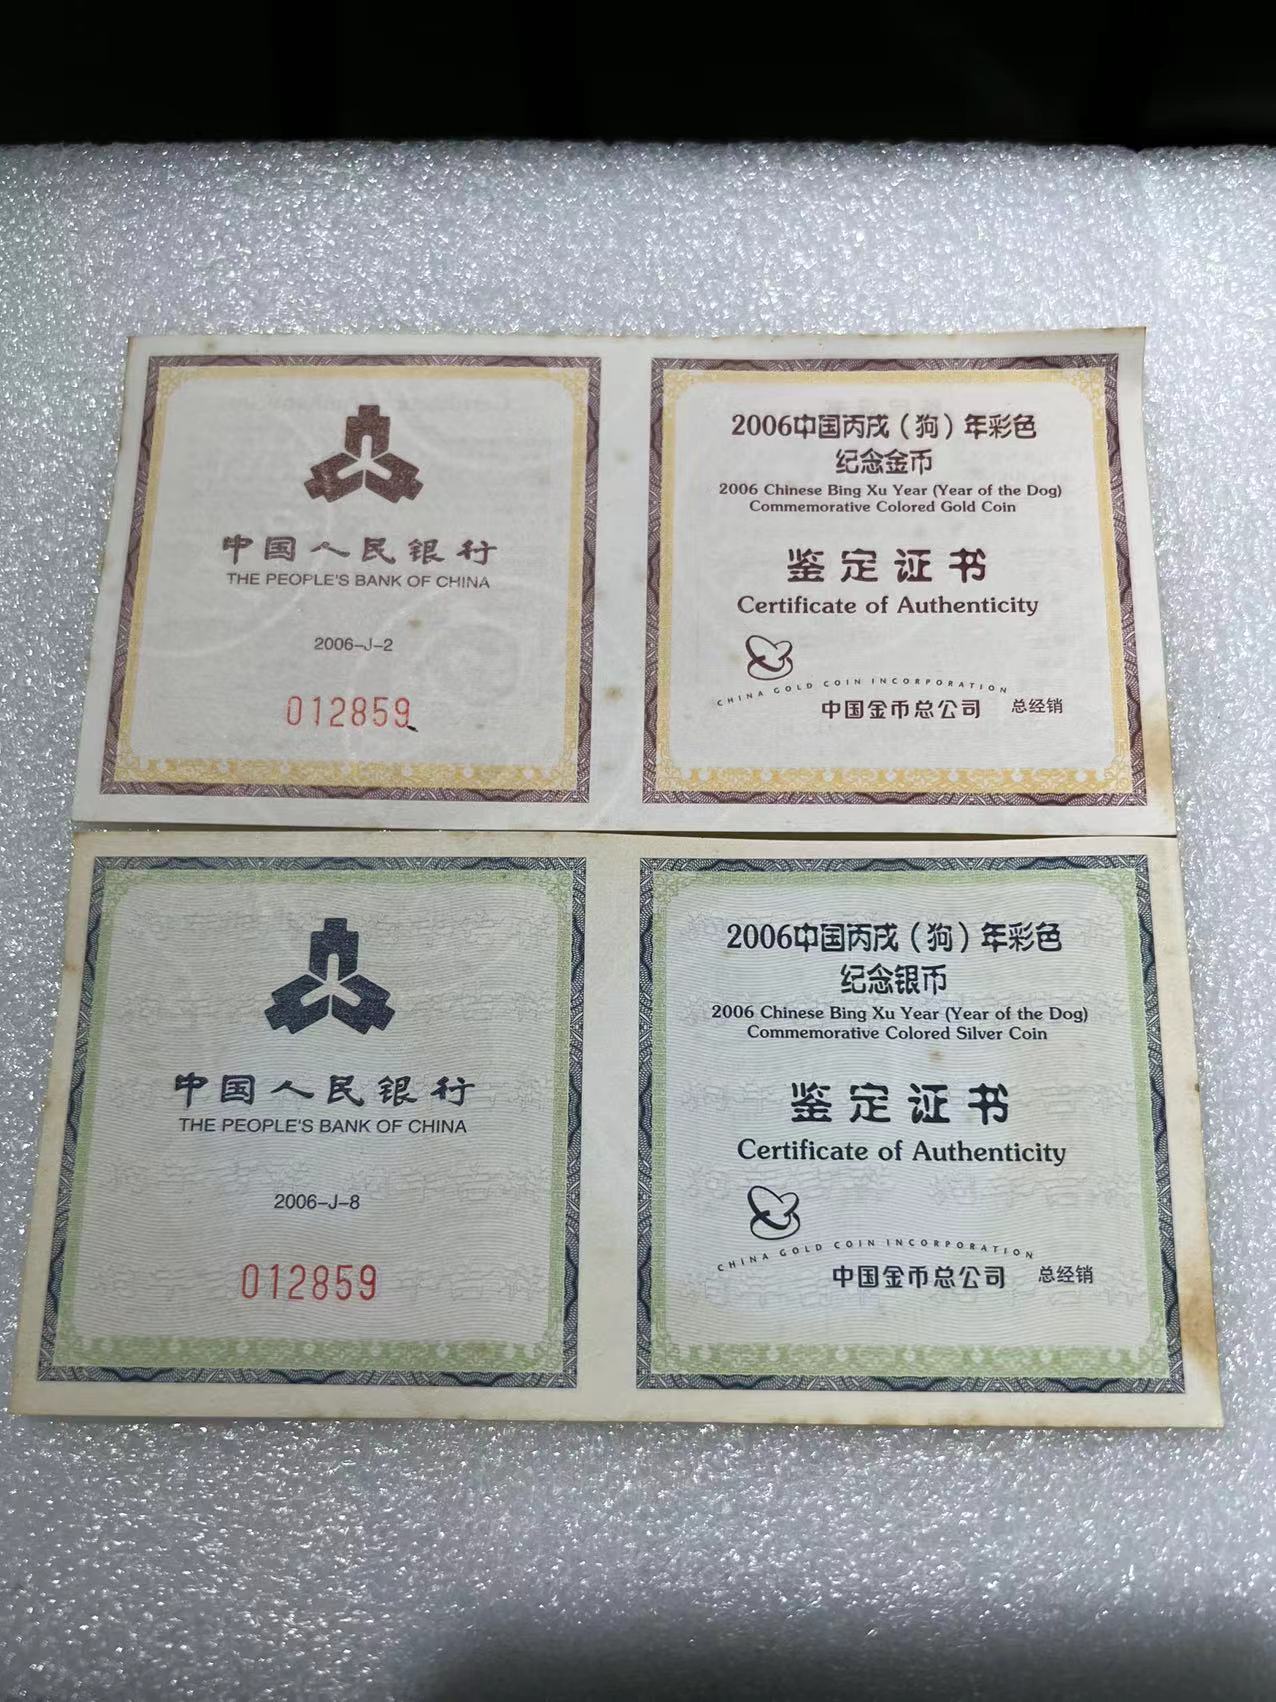 中国人民银行
THE PEOPLE'S BANK OF CHINA
2006-J-2
012859
2006中国丙戌（狗）年彩色
纪念金币
2006 Chinese Bing Xu Year (Year of the Dog)
Commemorative Colored Gold Coin
鉴定证书
Certificate of Authenticity
CHINA GOLD COIN INCORPORATION
中国金币总公司 总经销
中国人民银行
THE PEOPLE'S BANK OF CHINA
2006-J-8
012859
2006中国丙戌（狗）年彩色
纪念银币
2006 Chinese Bing Xu Year (Year of the Dog)
Commemorative Colored Silver Coin
鉴定证书
Certificate of Authenticity
CHINA GOLD COIN INCORPORATION
中国金币总公司 总经销